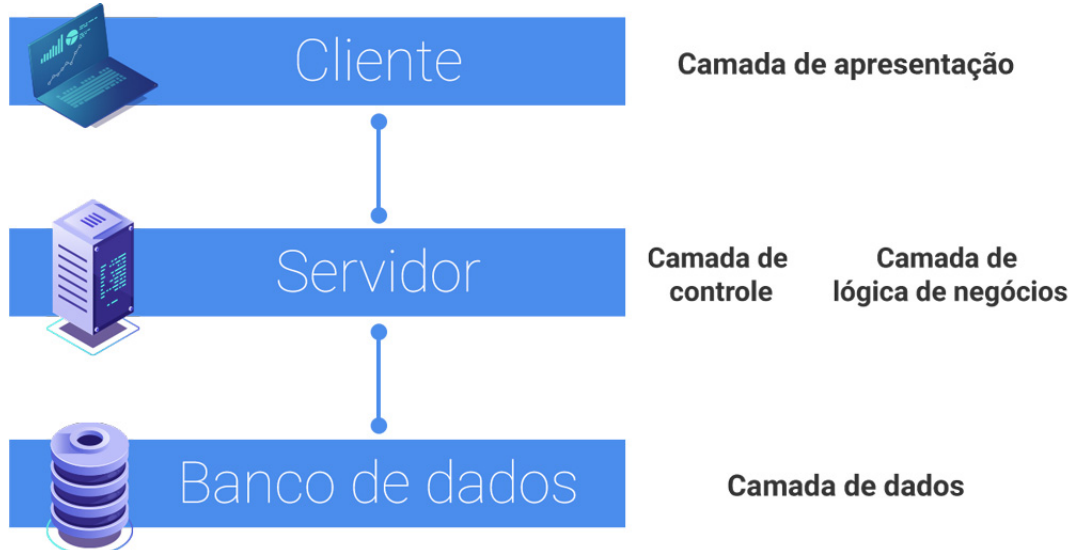 Cliente
Camada de apresentação
Servidor
Camada de
controle
Camada de
lógica de negócios
Banco de dados
Camada de dados